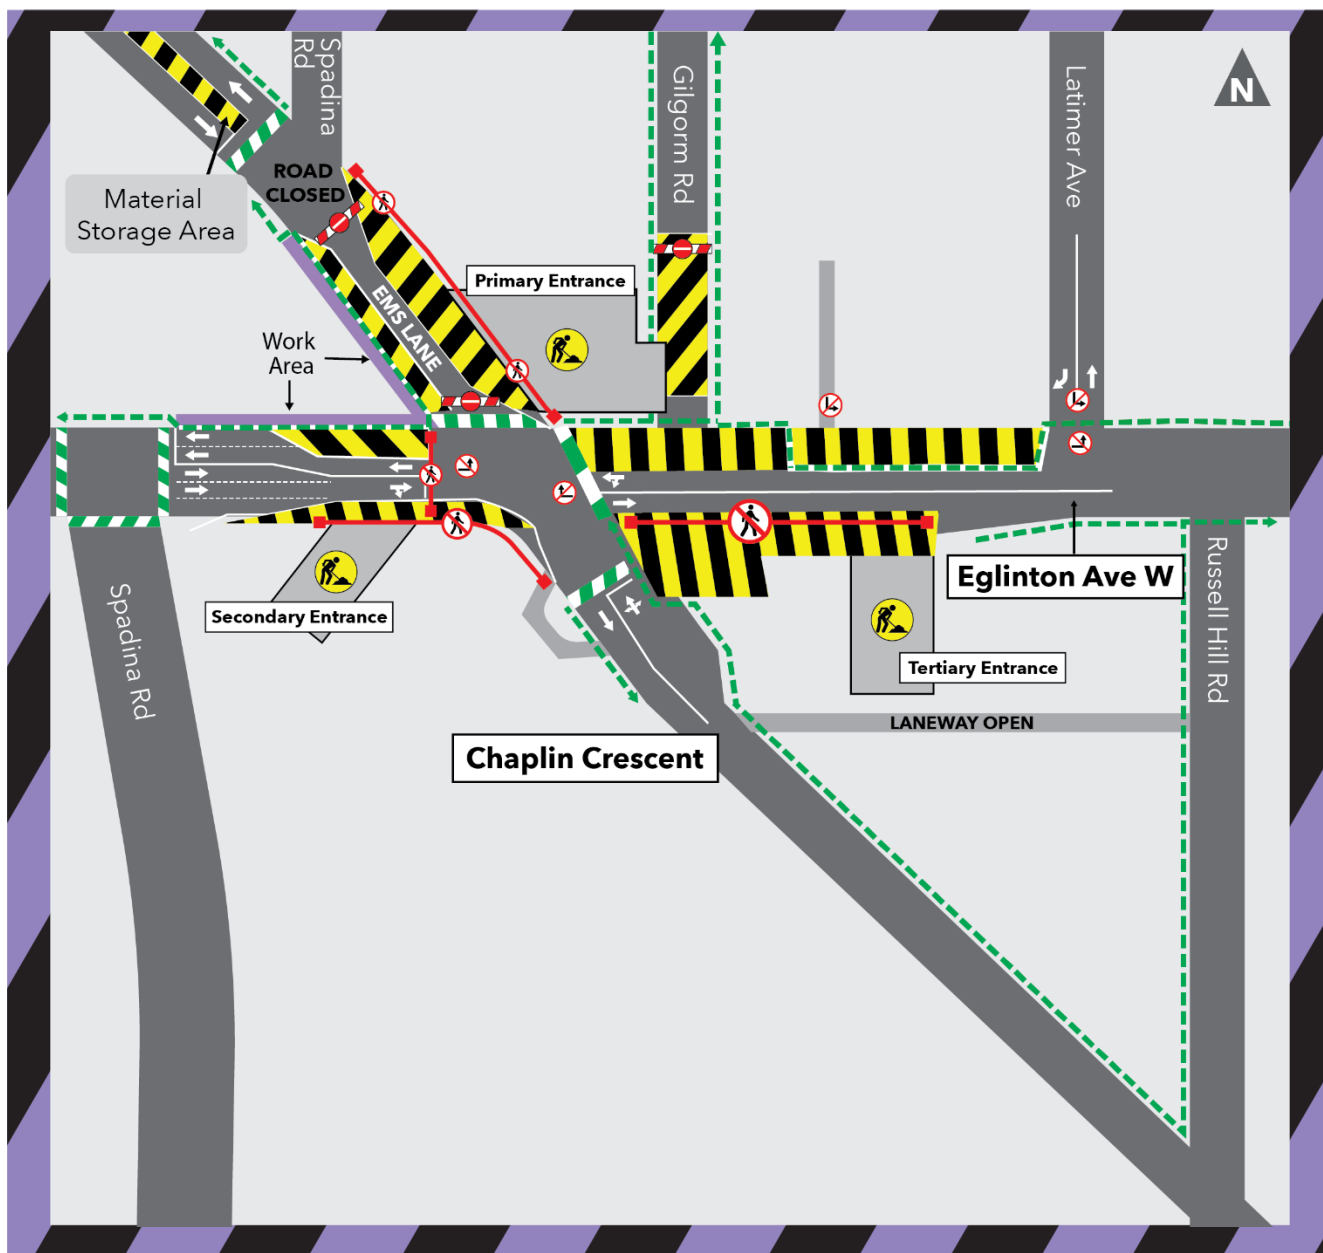 Spadina
Rd
Gilgorm Rd
Latimer Ave
N
ROAD
CLOSED
Material
Storage Area
Primary Entrance
EMS LANE
Work
Area
Eglinton Ave W
Secondary Entrance
Spadina Rd
Russell Hill Rd
Tertiary Entrance
LANEWAY OPEN
Chaplin Crescent